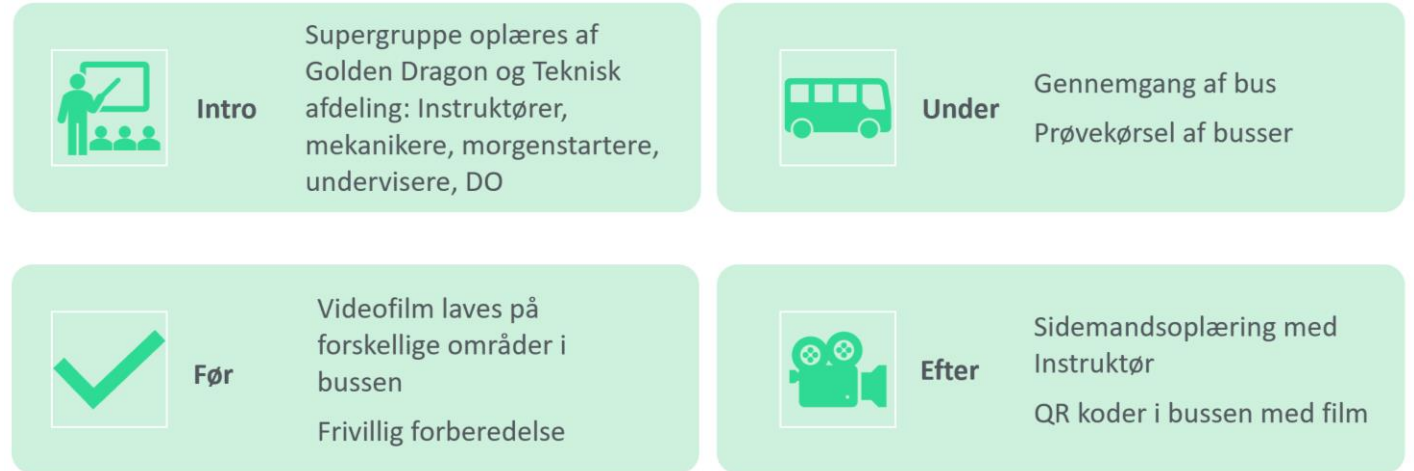 Intro
Supergruppe oplæres af
Golden Dragon og Teknisk
afdeling: Instruktører,
mekanikere, morgenstartere,
undervisere, DO
Før
Videofilm laves på
forskellige områder i
bussen
Frivillig forberedelse
Under
Gennemgang af bus
Prøvekørsel af busser
Efter
Sidemandsoplæring med
Instruktør
QR koder i bussen med film